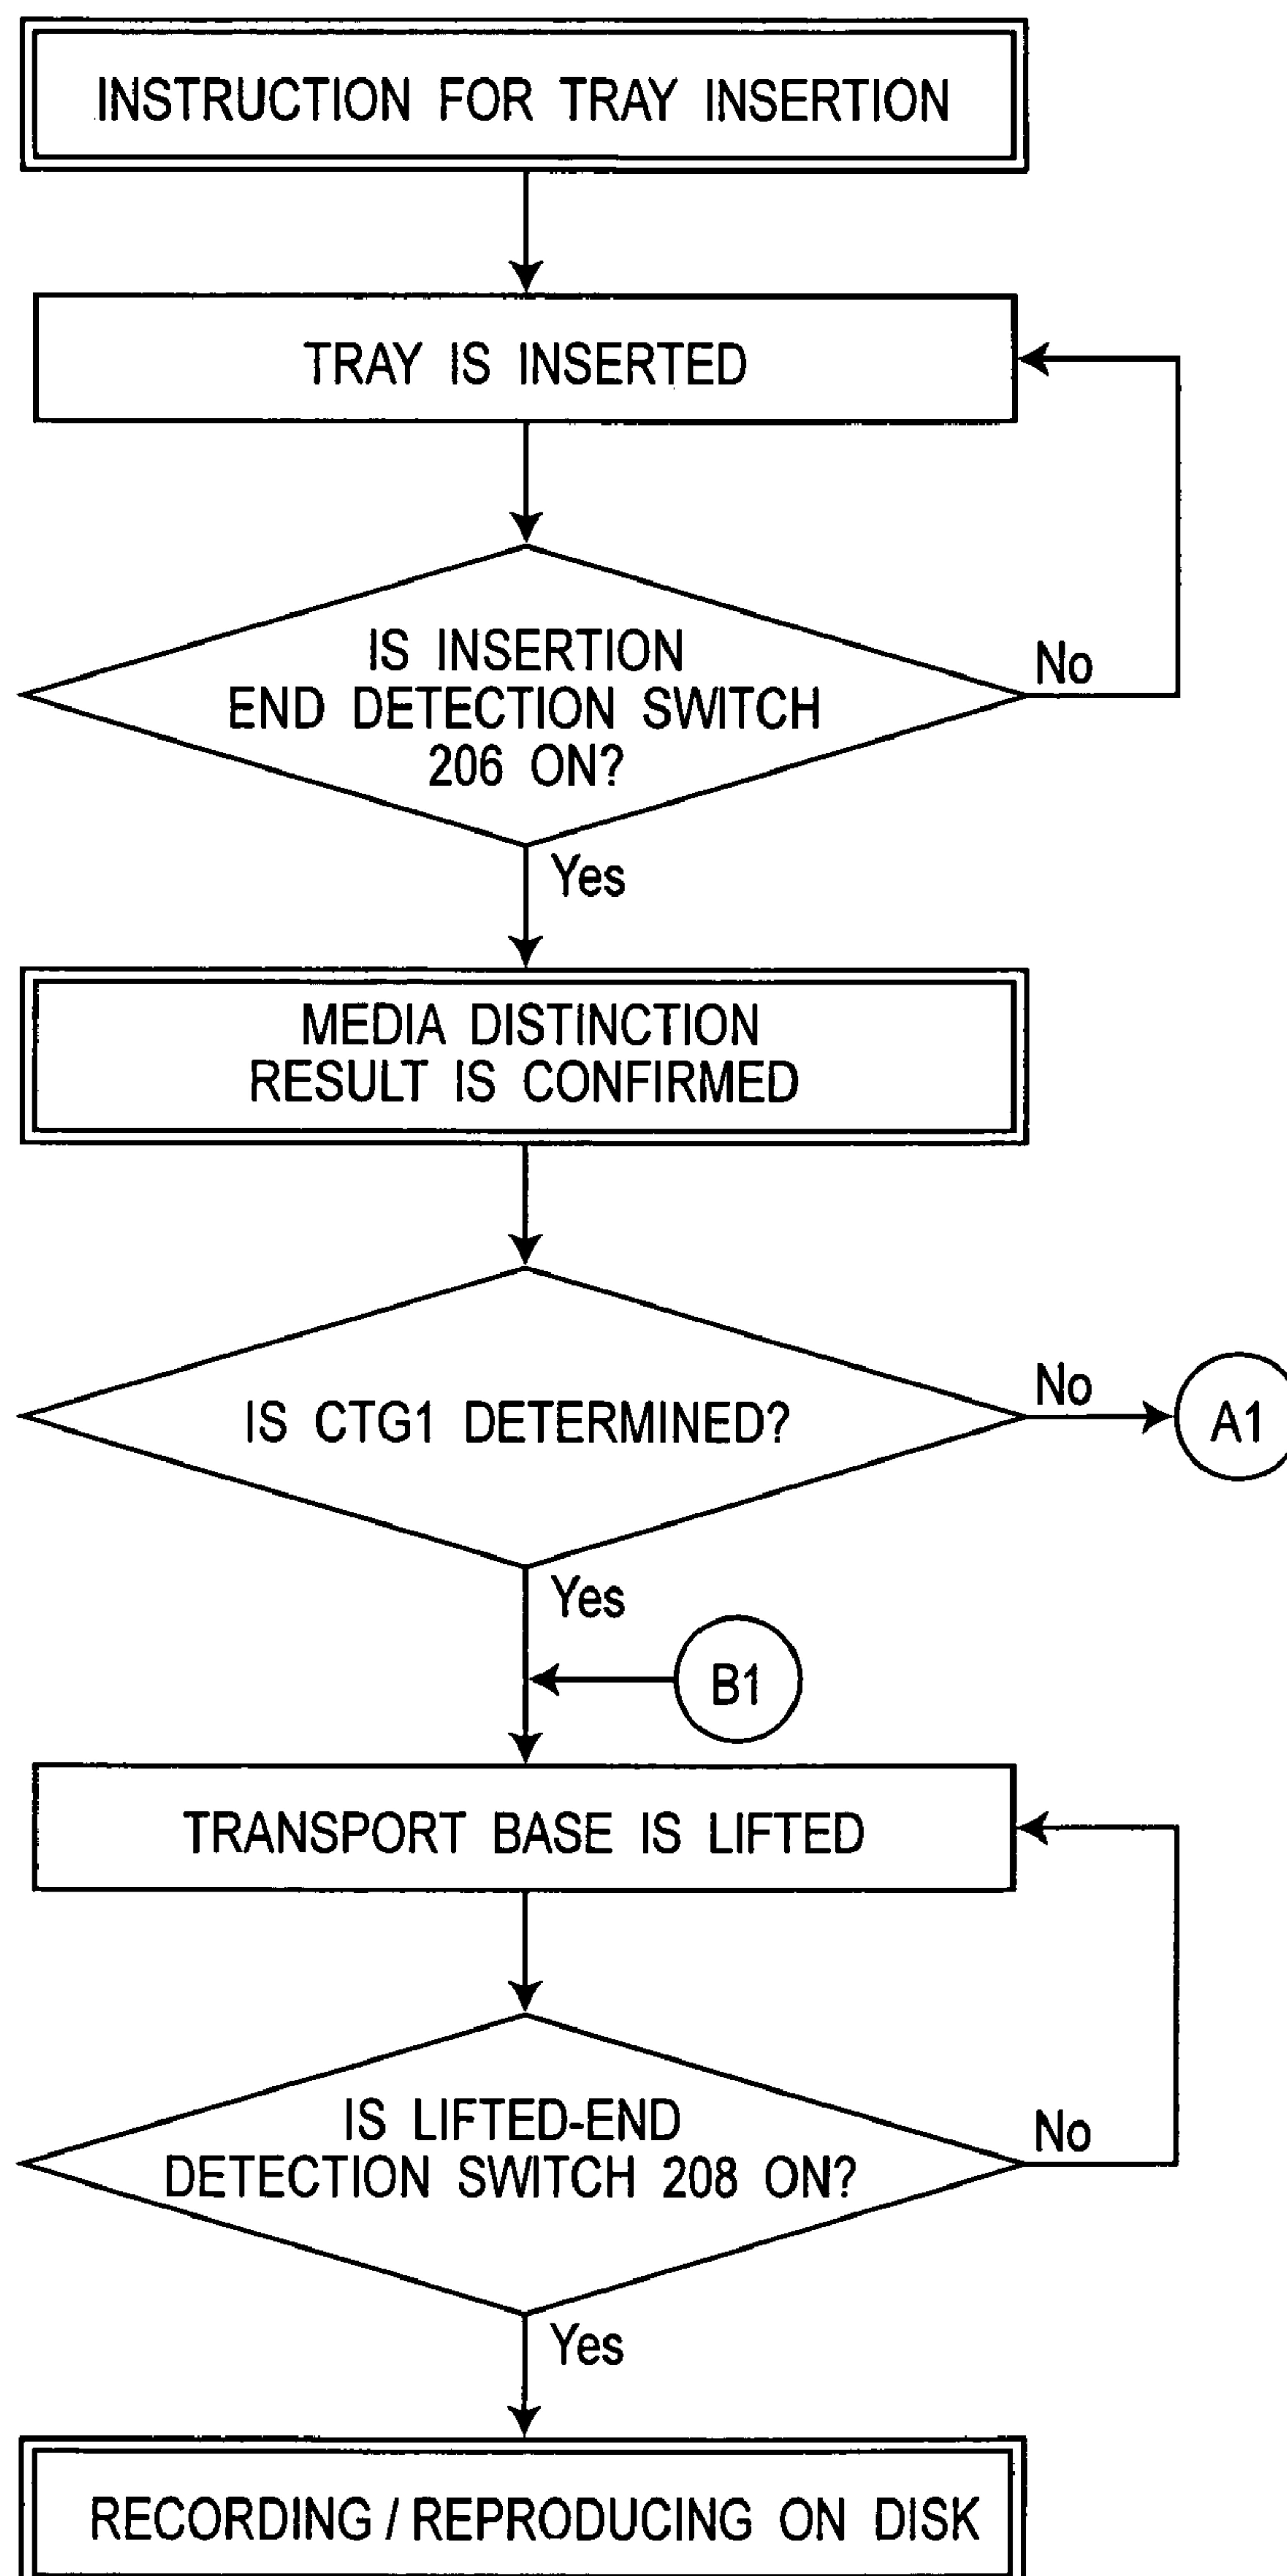 INSTRUCTION FOR TRAY INSERTION
TRAY IS INSERTED
IS INSERTION
END DETECTION SWITCH
206 ON?
No
Yes
MEDIA DISTINCTION
RESULT IS CONFIRMED
IS CTG1 DETERMINED?
No
A1
Yes
B1
TRANSPORT BASE IS LIFTED
IS LIFTED-END
DETECTION SWITCH 208 ON?
No
Yes
RECORDING / REPRODUCING ON DISK